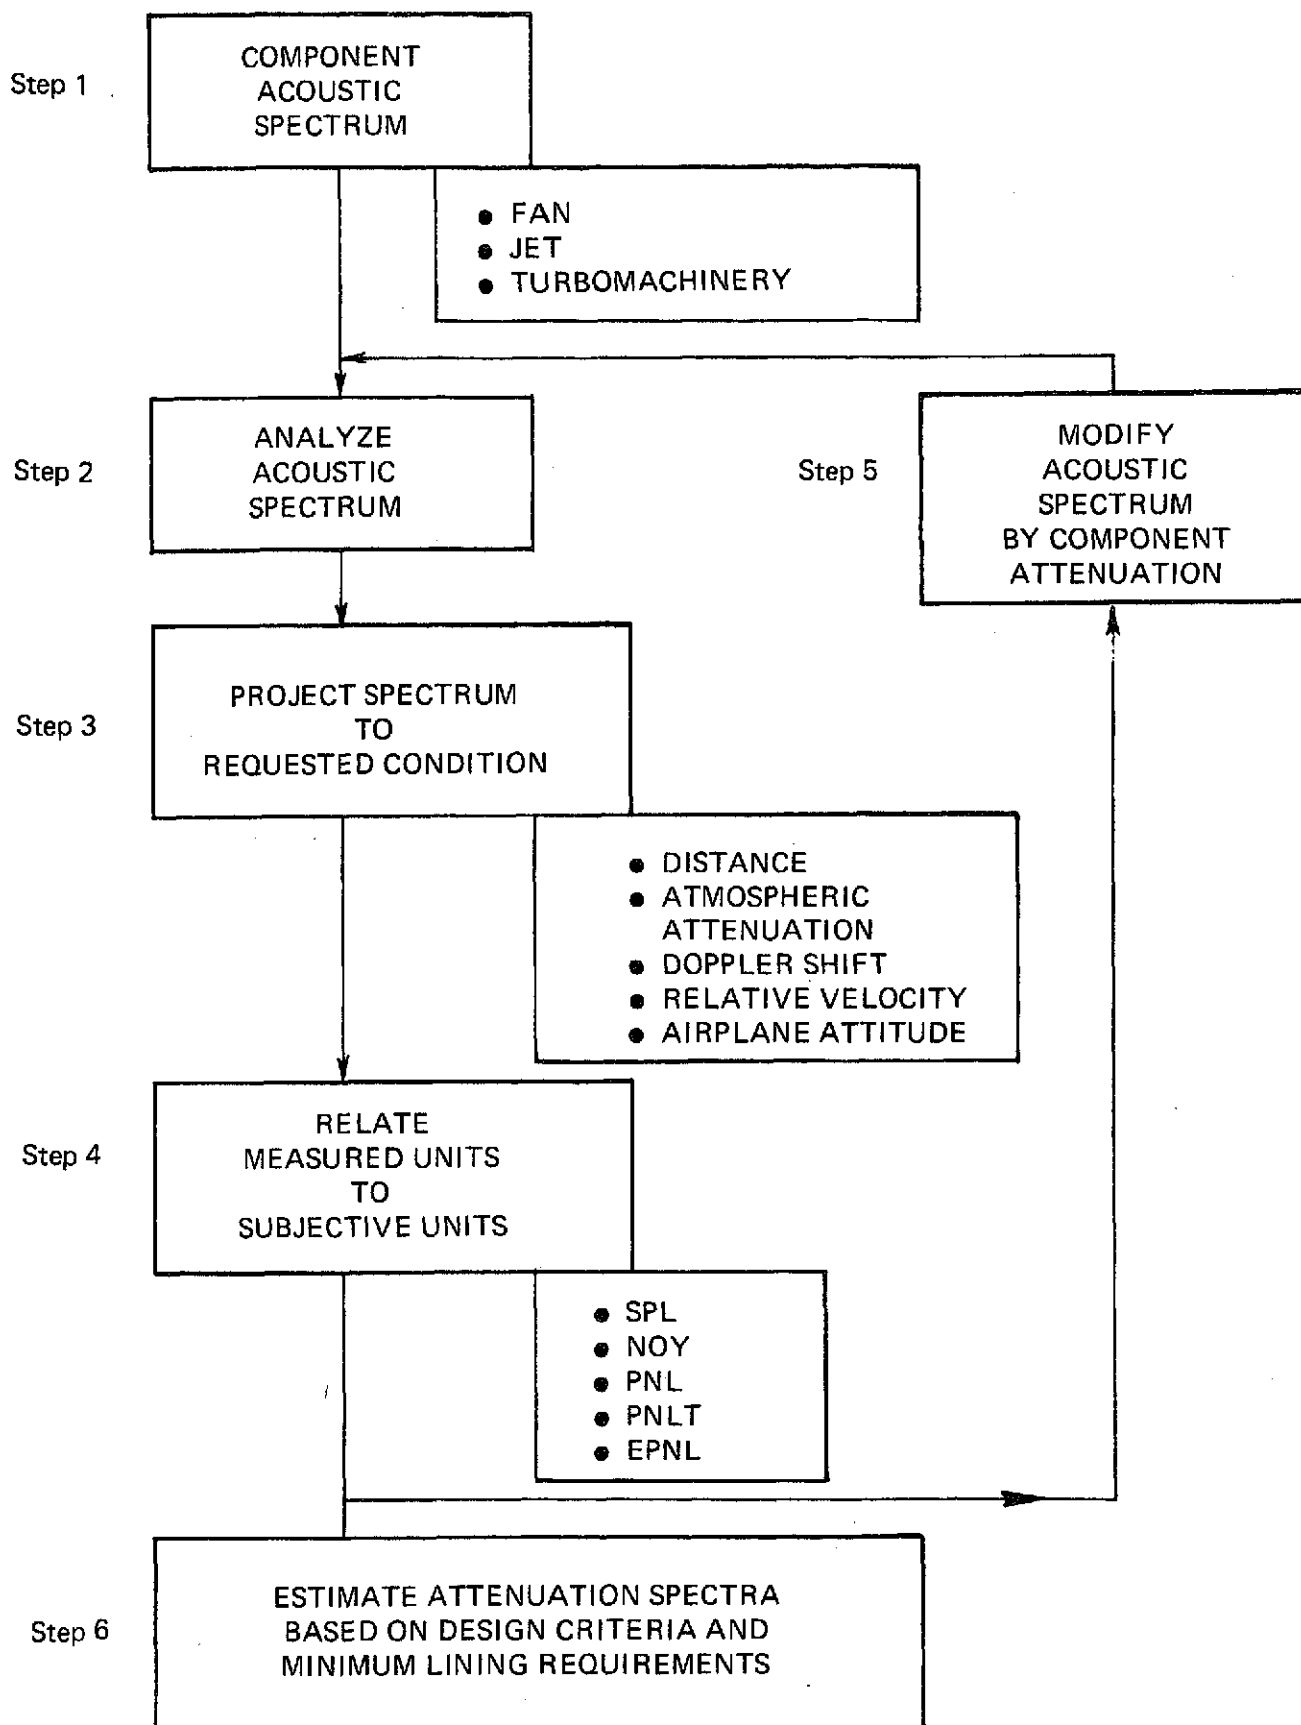 Step 1
COMPONENT
ACOUSTIC
SPECTRUM
● FAN
● JET
● TURBOMACHINERY
Step 2
ANALYZE
ACOUSTIC
SPECTRUM
Step 5
MODIFY
ACOUSTIC
SPECTRUM
BY COMPONENT
ATTENUATION
Step 3
PROJECT SPECTRUM
TO
REQUESTED CONDITION
● DISTANCE
● ATMOSPHERIC
ATTENUATION
● DOPPLER SHIFT
● RELATIVE VELOCITY
● AIRPLANE ATTITUDE
Step 4
RELATE
MEASURED UNITS
TO
SUBJECTIVE UNITS
● SPL
● NOY
● PNL
● PNLT
● EPNL
Step 6
ESTIMATE ATTENUATION SPECTRA
BASED ON DESIGN CRITERIA AND
MINIMUM LINING REQUIREMENTS